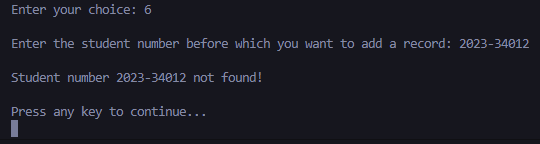 Enter your choice: 6
Enter the student number before which you want to add a record: 2023-34012
Student number 2023-34012 not found!
Press any key to continue...